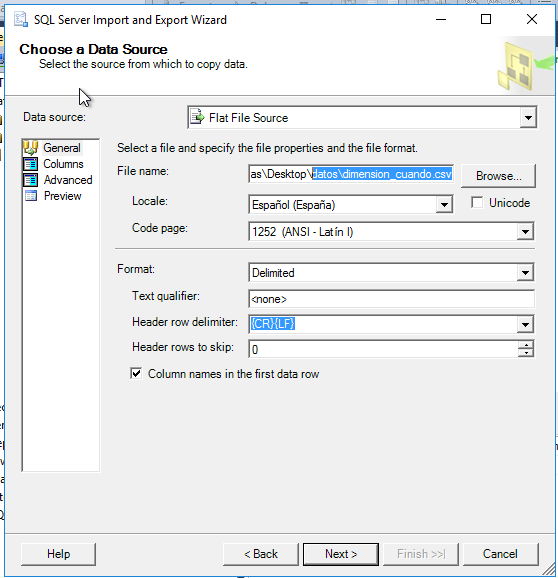 SQL Server Import and Export Wizard
Choose a Data Source
Select the source from which to copy data.
Data source:
Flat File Source
General
Columns
Advanced
Preview
Select a file and specify the file properties and the file format.
File name:
as\Desktop\datos\dimension_cuando.csv
Browse...
Locale:
Español (España)
Unicode
Code page:
1252 (ANSI - Latín I)
Format:
Delimited
Text qualifier:
<none>
Header row delimiter:
{CR}{LF}
Header rows to skip:
0
Column names in the first data row
Help
< Back
Next >
Finish >>|
Cancel